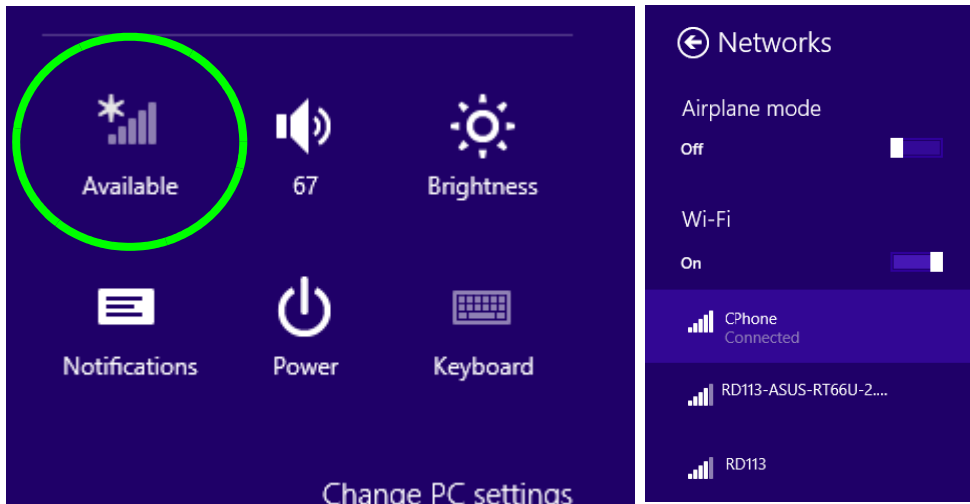 Available
67
Brightness
Notifications
Power
Keyboard
Change PC settings
Networks
Airplane mode
Off
Wi-Fi
On
CPhone
Connected
RD113-ASUS-RT66U-2....
RD113